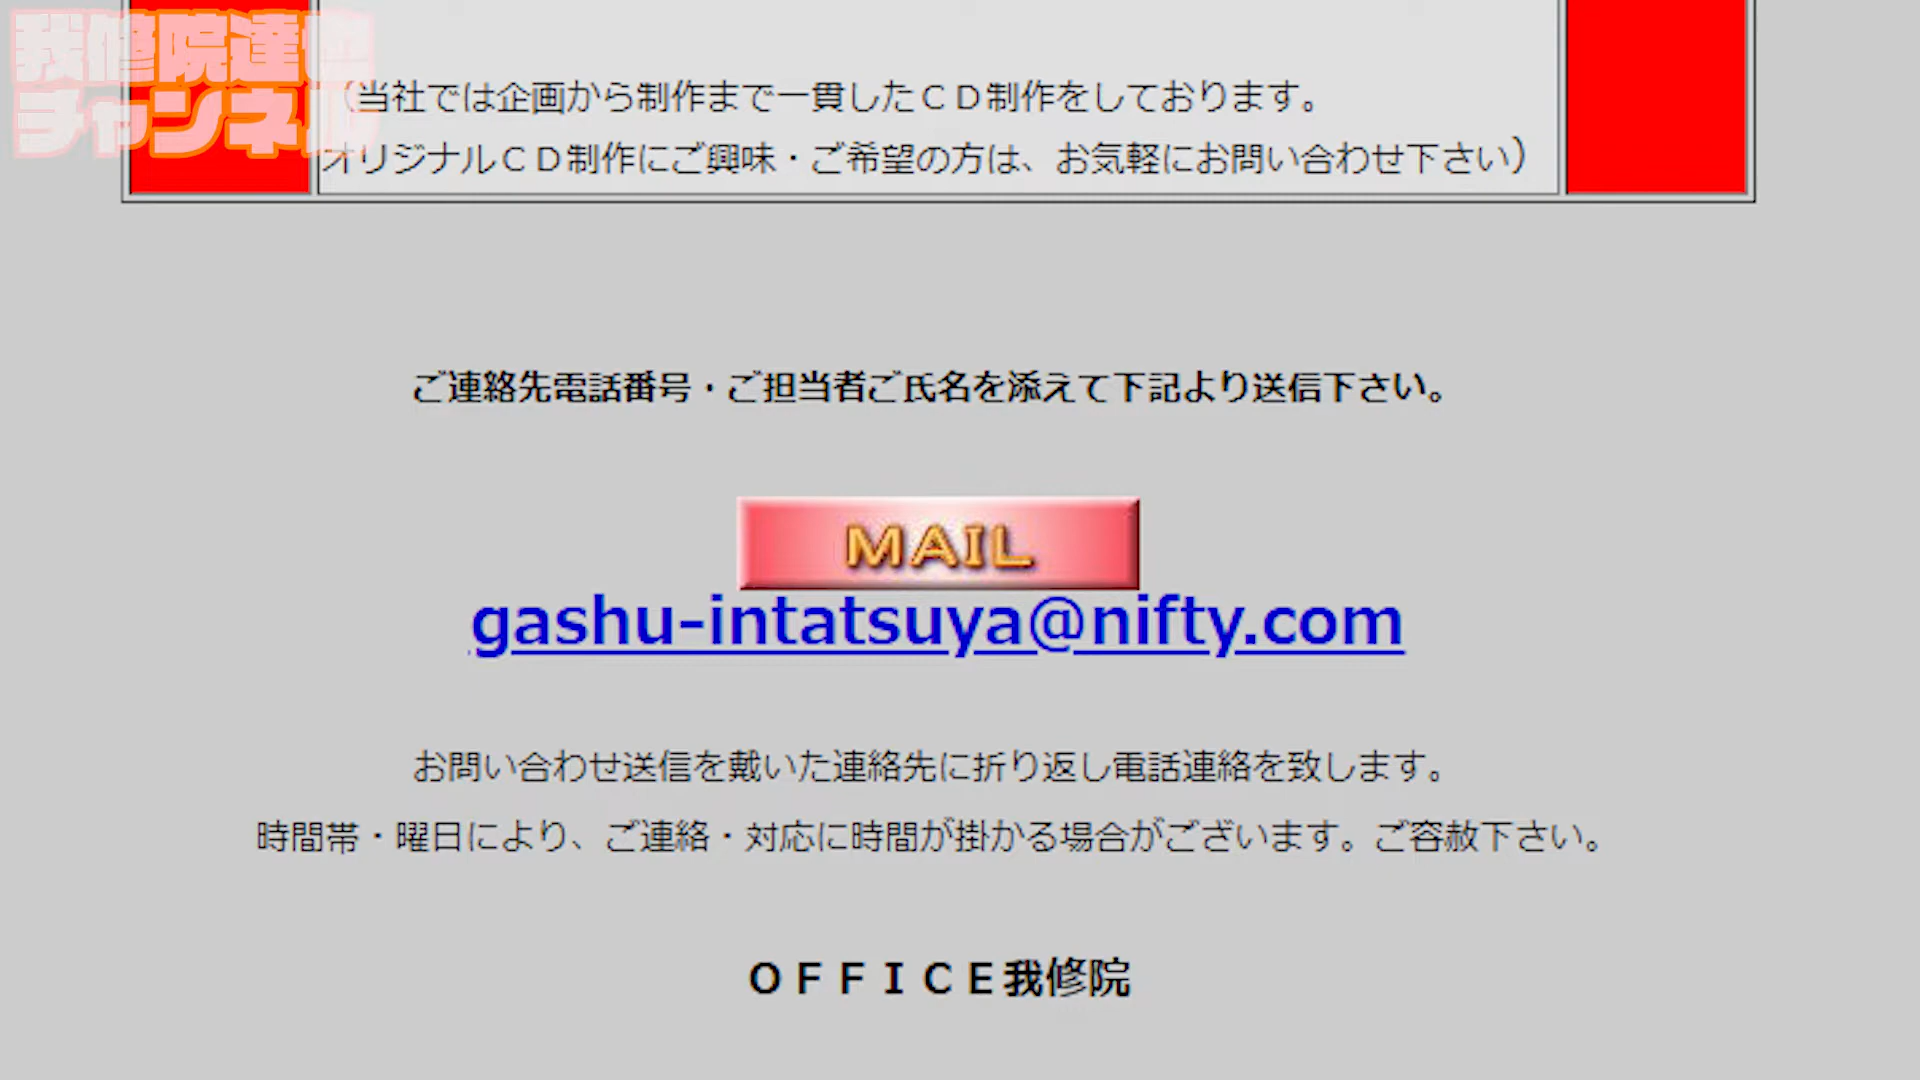 我修院達也
チャンネル
（当社では企画から制作まで一貫したＣＤ制作をしております。
オリジナルＣＤ制作にご興味・ご希望の方は、お気軽にお問い合わせ下さい）
ご連絡先電話番号・ご担当者ご氏名を添えて下記より送信下さい。
MAIL
gashu-intatsuya@nifty.com
お問い合わせ送信を戴いた連絡先に折り返し電話連絡を致します。
時間帯・曜日により、ご連絡・対応に時間が掛かる場合がございます。ご容赦下さい。
ＯＦＦＩＣＥ我修院